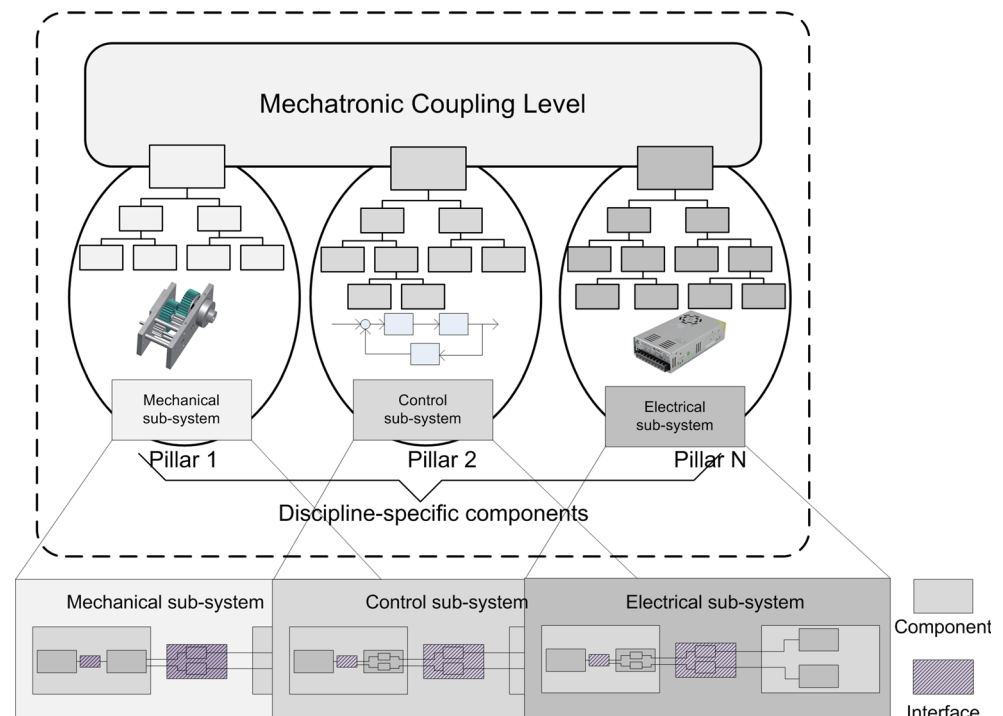 Mechatronic Coupling Level
Mechanical
sub-system
Control
sub-system
Electrical
sub-system
Pillar 1
Pillar 2
Pillar N
Discipline-specific components
Mechanical sub-system
Control sub-system
Electrical sub-system
Component
Interface